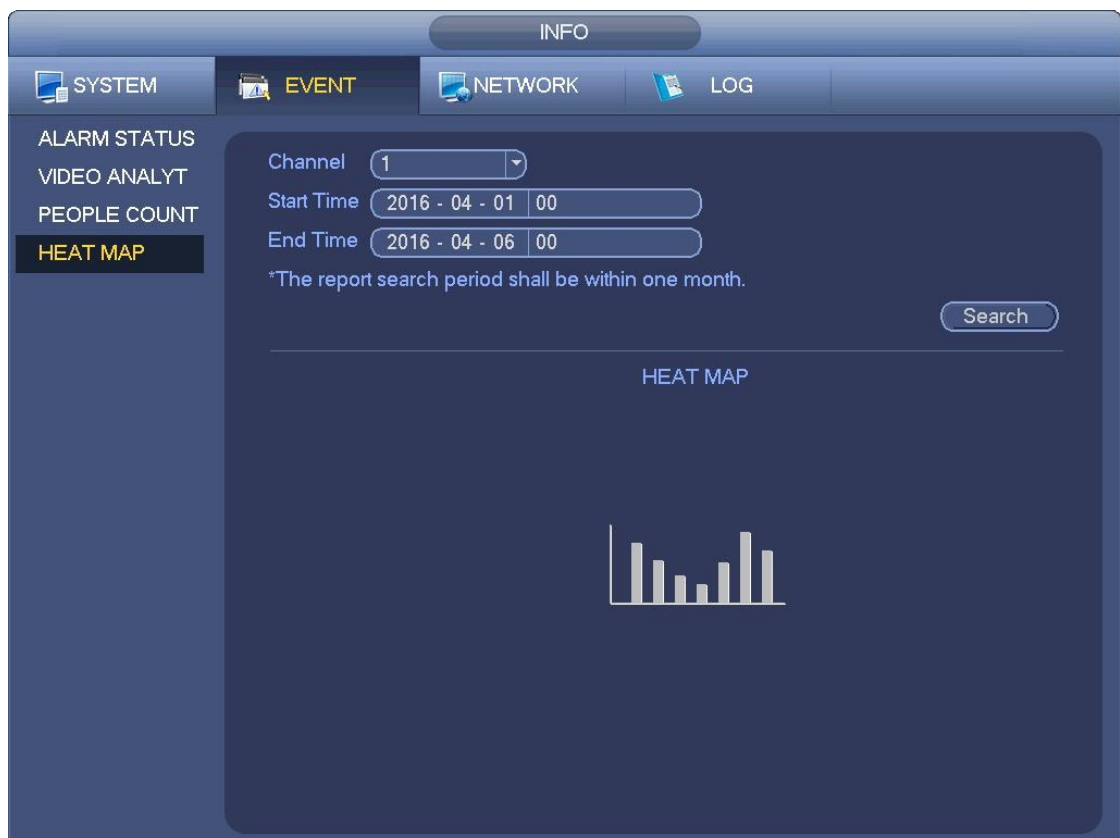 INFO
SYSTEM EVENT NETWORK LOG
ALARM STATUS
VIDEO ANALYT
PEOPLE COUNT
HEAT MAP
Channel 1
Start Time 2016 - 04 - 01 00
End Time 2016 - 04 - 06 00
*The report search period shall be within one month.
Search
HEAT MAP